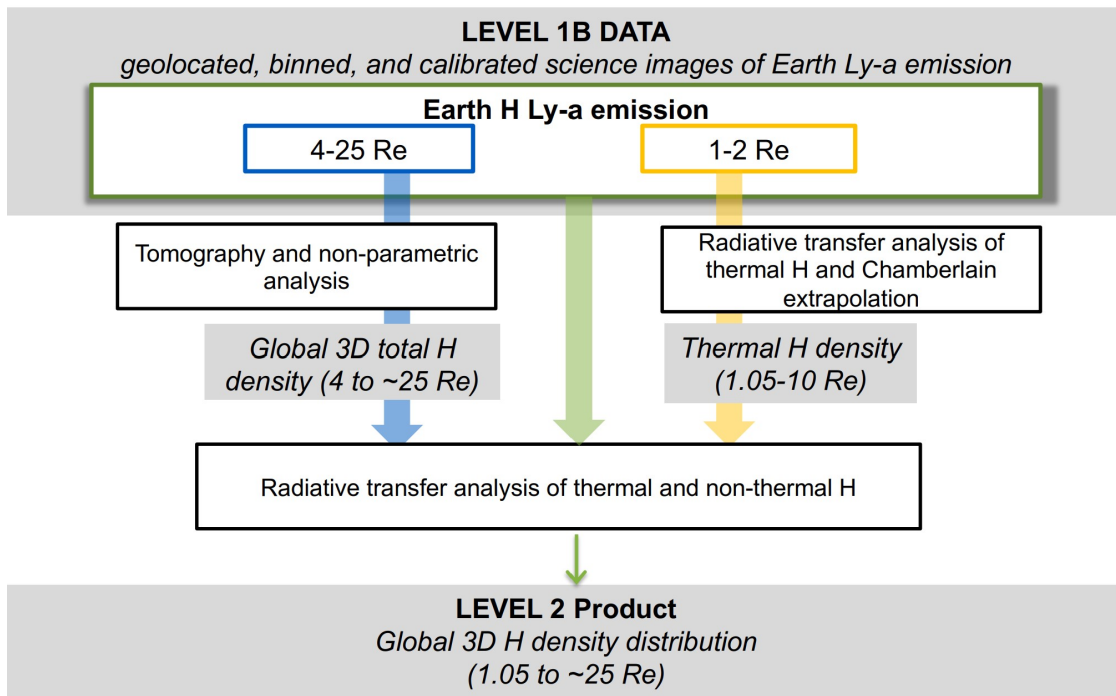 LEVEL 1B DATA
geolocated, binned, and calibrated science images of Earth Ly-a emission
Earth H Ly-a emission
4-25 Re
1-2 Re
Tomography and non-parametric
analysis
Radiative transfer analysis of
thermal H and Chamberlain
extrapolation
Global 3D total H
density (4 to ~25 Re)
Thermal H density
(1.05-10 Re)
Radiative transfer analysis of thermal and non-thermal H
LEVEL 2 Product
Global 3D H density distribution
(1.05 to ~25 Re)